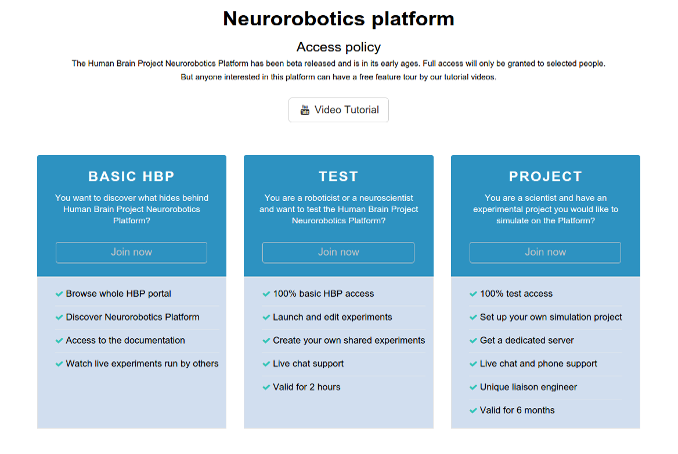 Neurorobotics platform
Access policy
The Human Brain Project Neurorobotics Platform has been beta released and is in its early ages. Full access will only be granted to selected people.
But anyone interested in this platform can have a free feature tour by our tutorial videos.
You Tube Video Tutorial
BASIC HBP
You want to discover what hides behind
Human Brain Project Neurorobotics
Platform?
Join now
Browse whole HBP portal
Discover Neurorobotics Platform
Access to the documentation
Watch live experiments run by others
TEST
You are a roboticist or a neuroscientist
and want to test the Human Brain Project
Neurorobotics Platform?
Join now
100% basic HBP access
Launch and edit experiments
Create your own shared experiments
Live chat support
Valid for 2 hours
PROJECT
You are a scientist and have an
experimental project you would like to
simulate on the Platform?
Join now
100% test access
Set up your own simulation project
Get a dedicated server
Live chat and phone support
Unique liaison engineer
Valid for 6 months